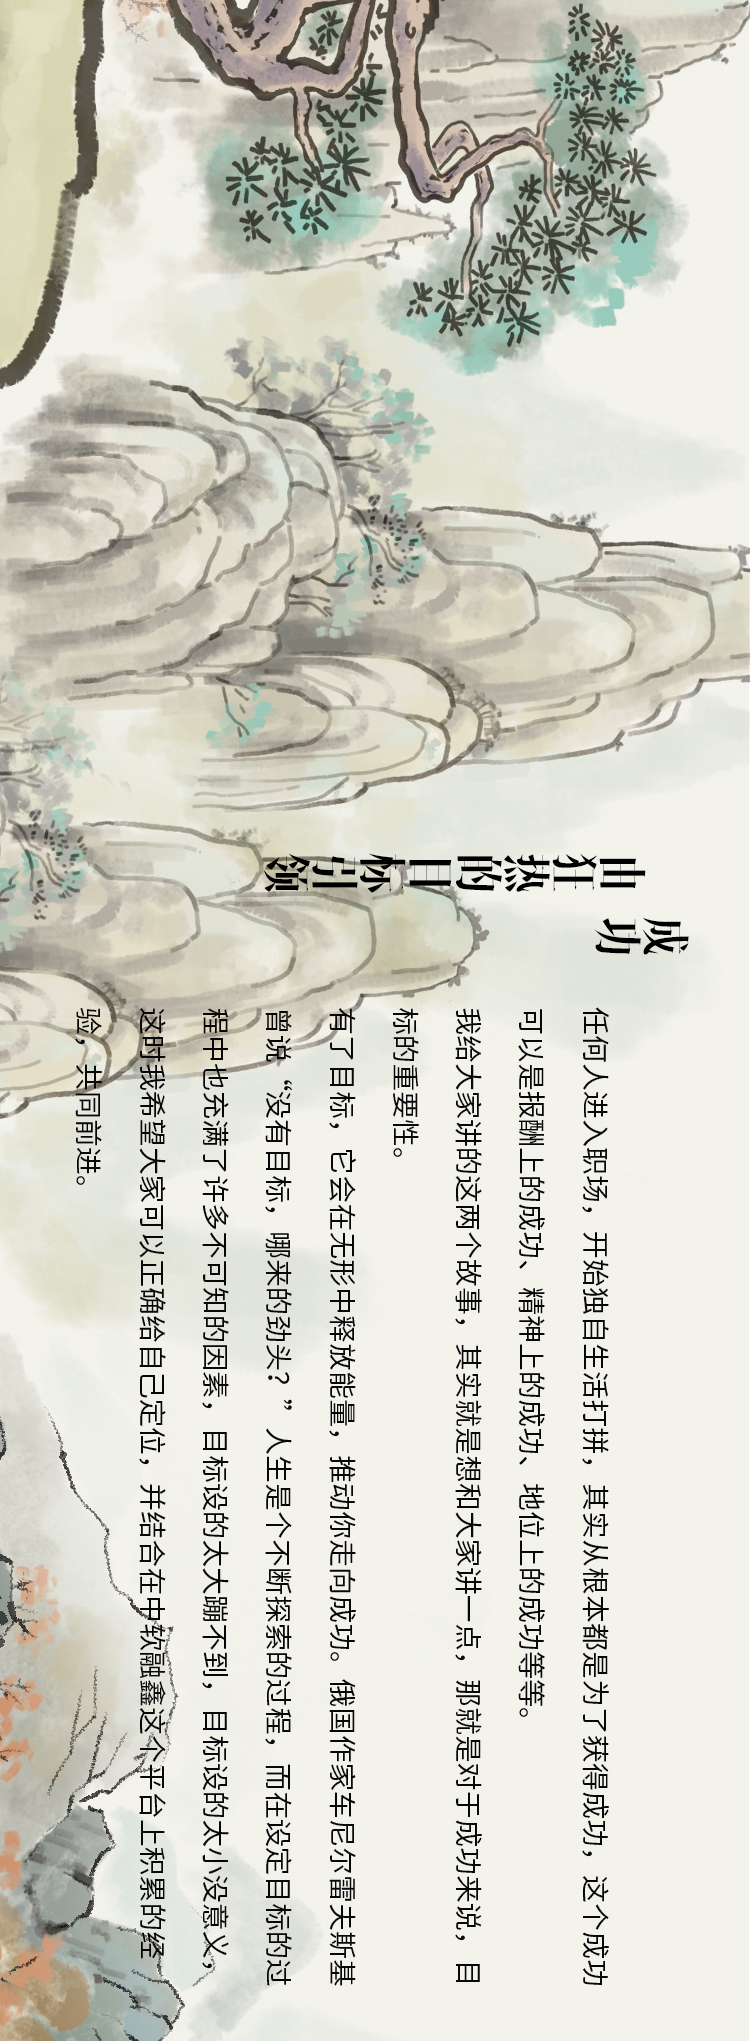 成功
由狂热的目标引领
任何人进入职场，开始独自生活打拼，其实从根本都是为了获得成功，这个成功
可以是报酬上的成功、精神上的成功、地位上的成功等等。
我给大家讲的这两个故事，其实就是想和大家讲一点，那就是对于成功来说，目
标的重要性。
有了目标，它会在无形中释放能量，推动你走向成功。俄国作家车尼尔雷夫斯基
曾说“没有目标，哪来的劲头？”人生是个不断探索的过程，而在设定目标的过
程中也充满了许多不可知的因素，目标设的太大蹦不到，目标设的太小没意义，
这时我希望大家可以正确给自己定位，并结合在中软融鑫这个平台上积累的经
验，共同前进。